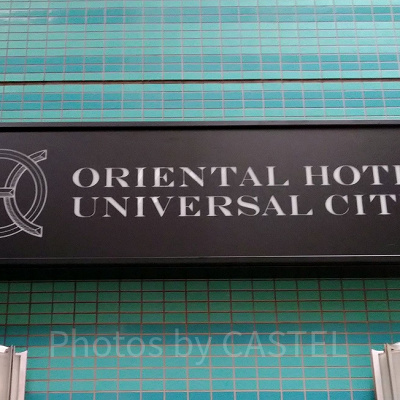 ORIENTAL HOTE
UNIVERSAL CIT
Photos by CASTEL